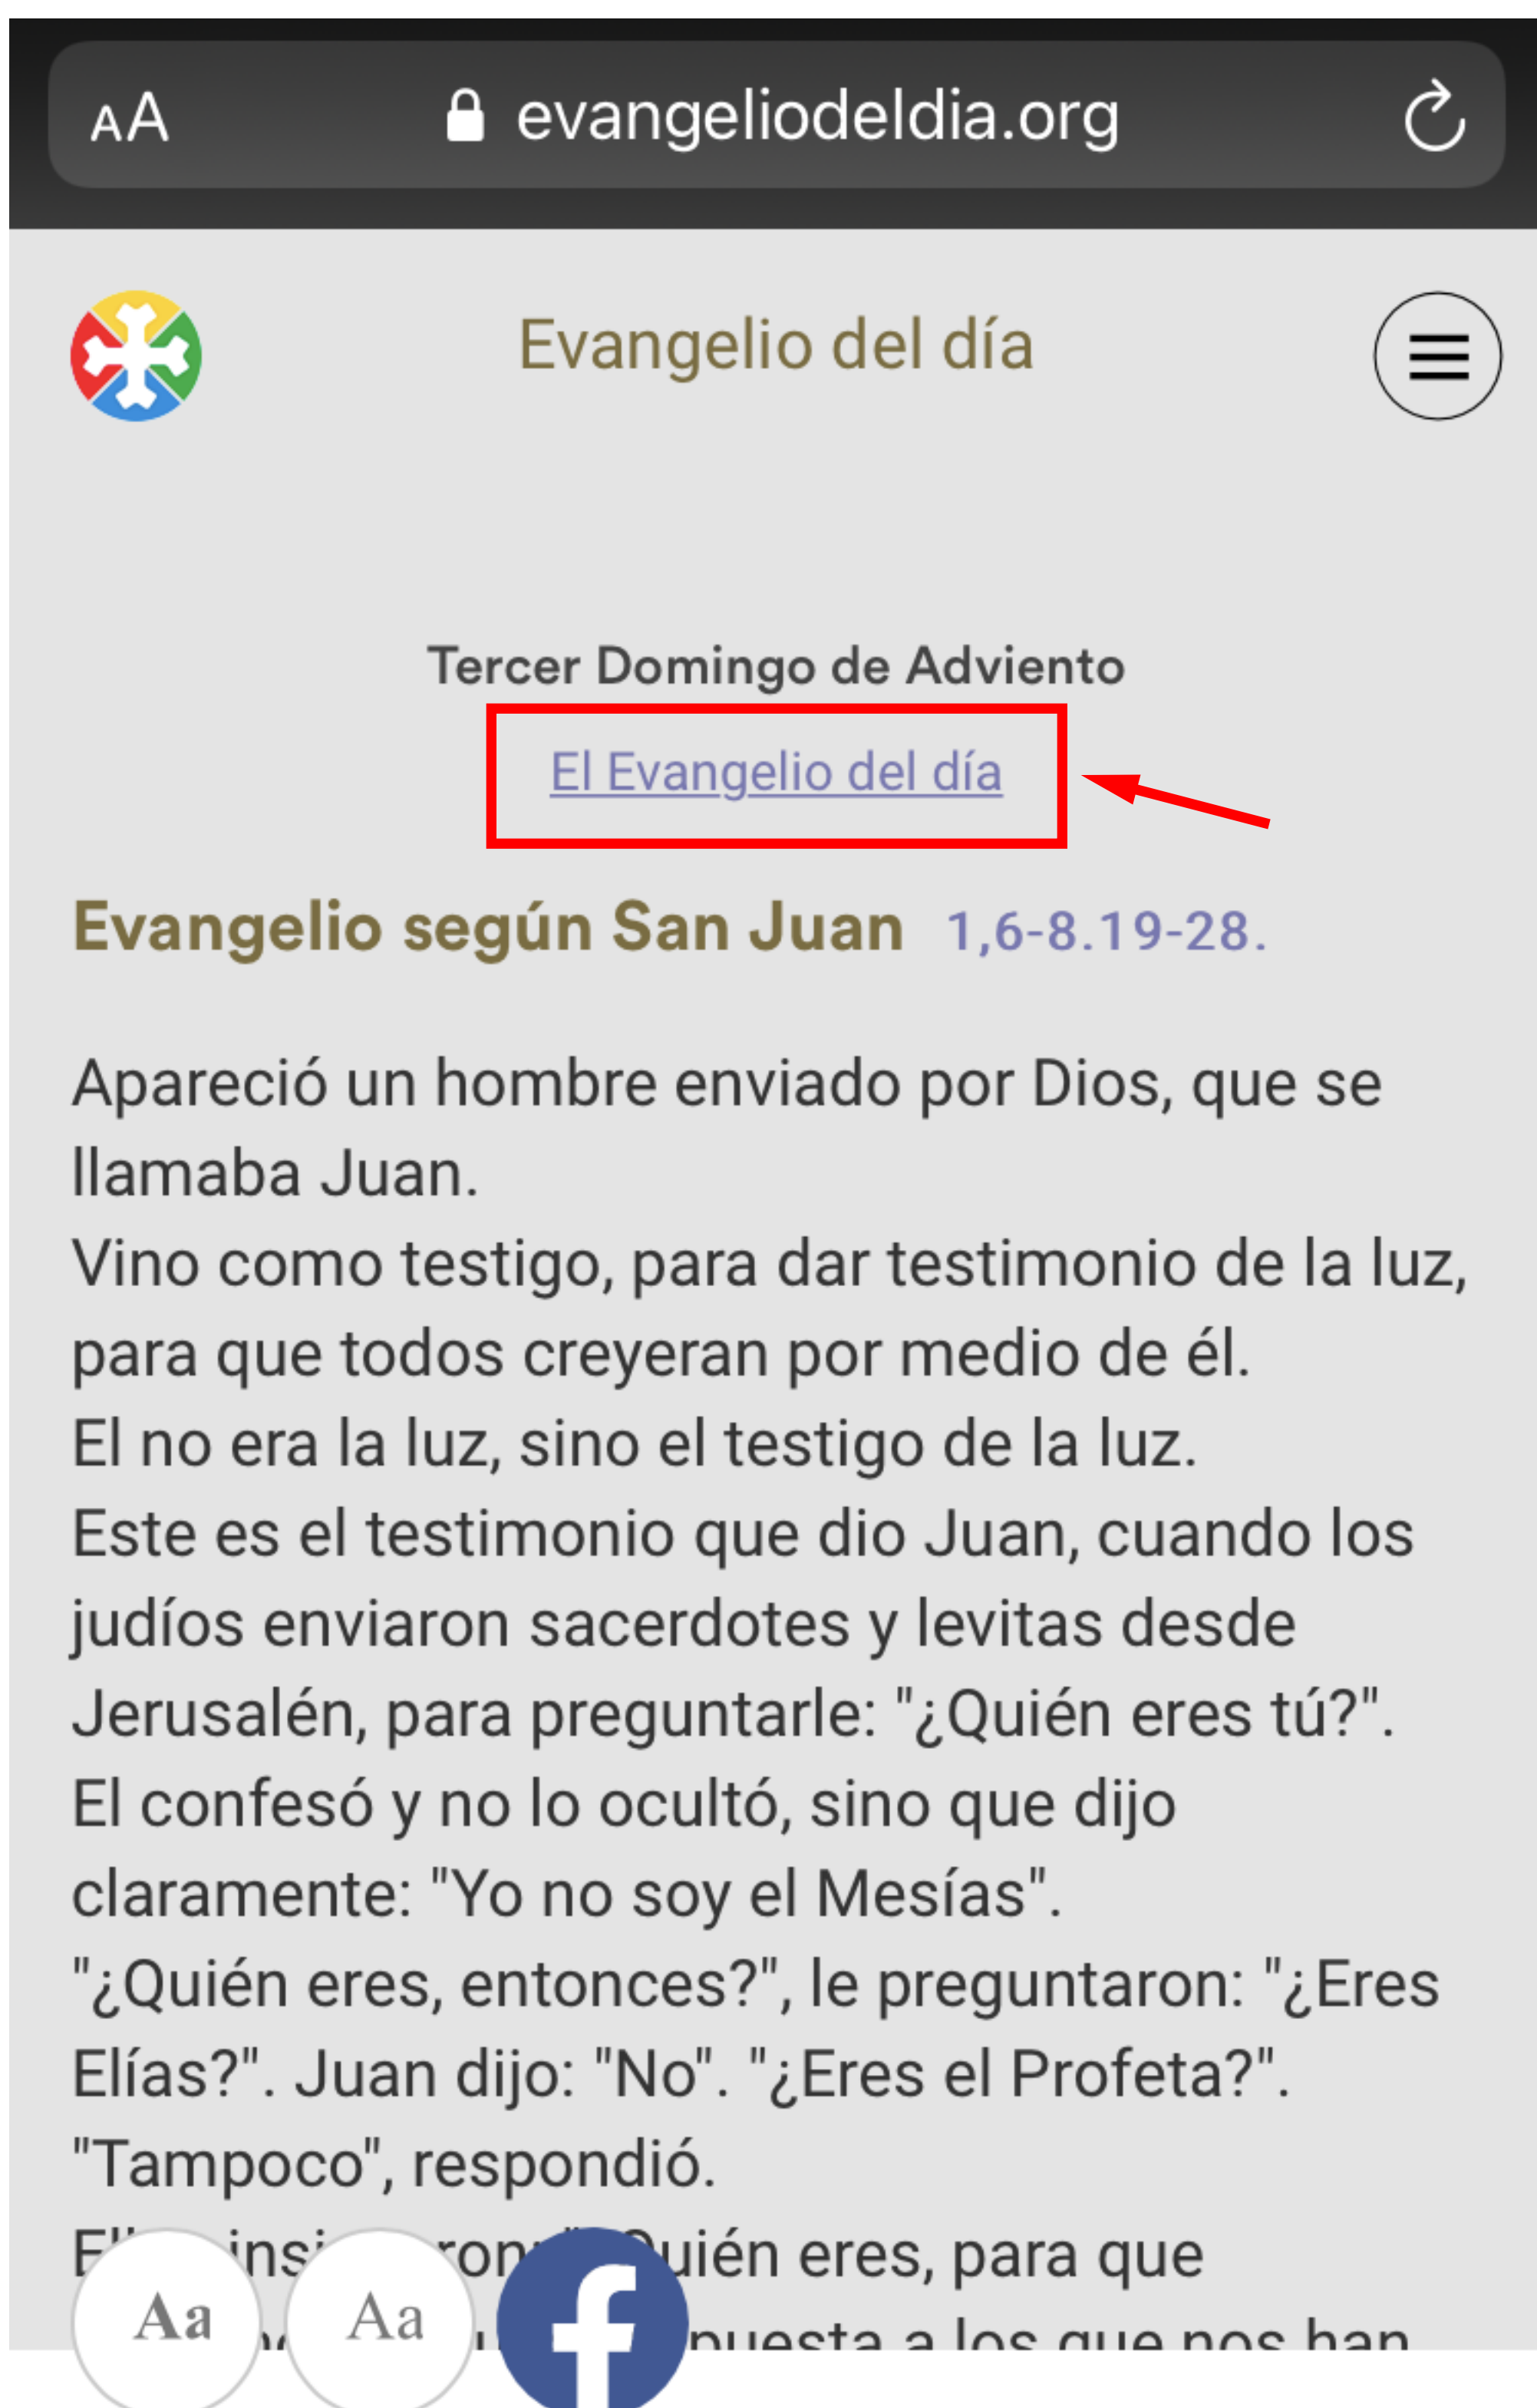 AA evangeliodeldia.org
Evangelio del día
Tercer Domingo de Adviento
El Evangelio del día
Evangelio según San Juan 1,6-8.19-28.
Apareció un hombre enviado por Dios, que se
llamaba Juan.
Vino como testigo, para dar testimonio de la luz,
para que todos creyeran por medio de él.
El no era la luz, sino el testigo de la luz.
Este es el testimonio que dio Juan, cuando los
judíos enviaron sacerdotes y levitas desde
Jerusalén, para preguntarle: "¿Quién eres tú?".
El confesó y no lo ocultó, sino que dijo
claramente: "Yo no soy el Mesías".
"¿Quién eres, entonces?", le preguntaron: "¿Eres
Elías?". Juan dijo: "No". "¿Eres el Profeta?".
"Tampoco", respondió.
eres, para que
a los que nos han
Aa Aa f